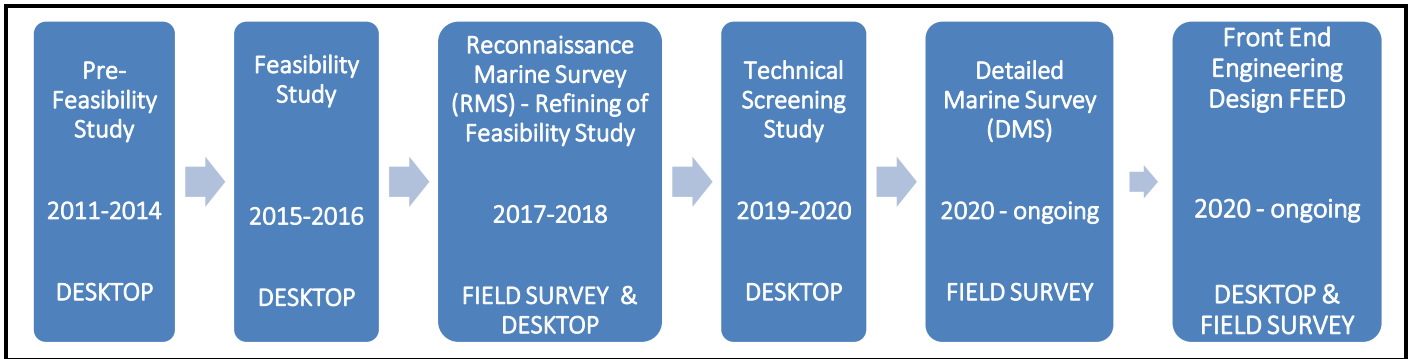 Pre-
Feasibility
Study
2011-2014
DESKTOP
Feasibility
Study
2015-2016
DESKTOP
Reconnaissance
Marine Survey
(RMS) - Refining of
Feasibility Study
2017-2018
FIELD SURVEY &
DESKTOP
Technical
Screening
Study
2019-2020
DESKTOP
Detailed
Marine Survey
(DMS)
2020 - ongoing
FIELD SURVEY
Front End
Engineering
Design FEED
2020 - ongoing
DESKTOP &
FIELD SURVEY